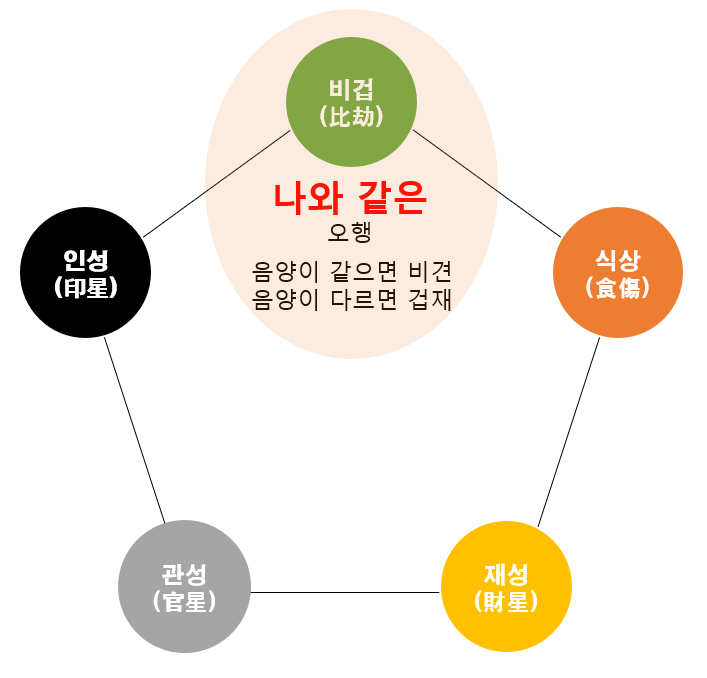 비겁
(比劫)
나와 같은
오행
음양이 같으면 비견
음양이 다르면 겁재
인성
(印星)
식상
(食傷)
관성
(官星)
재성
(財星)